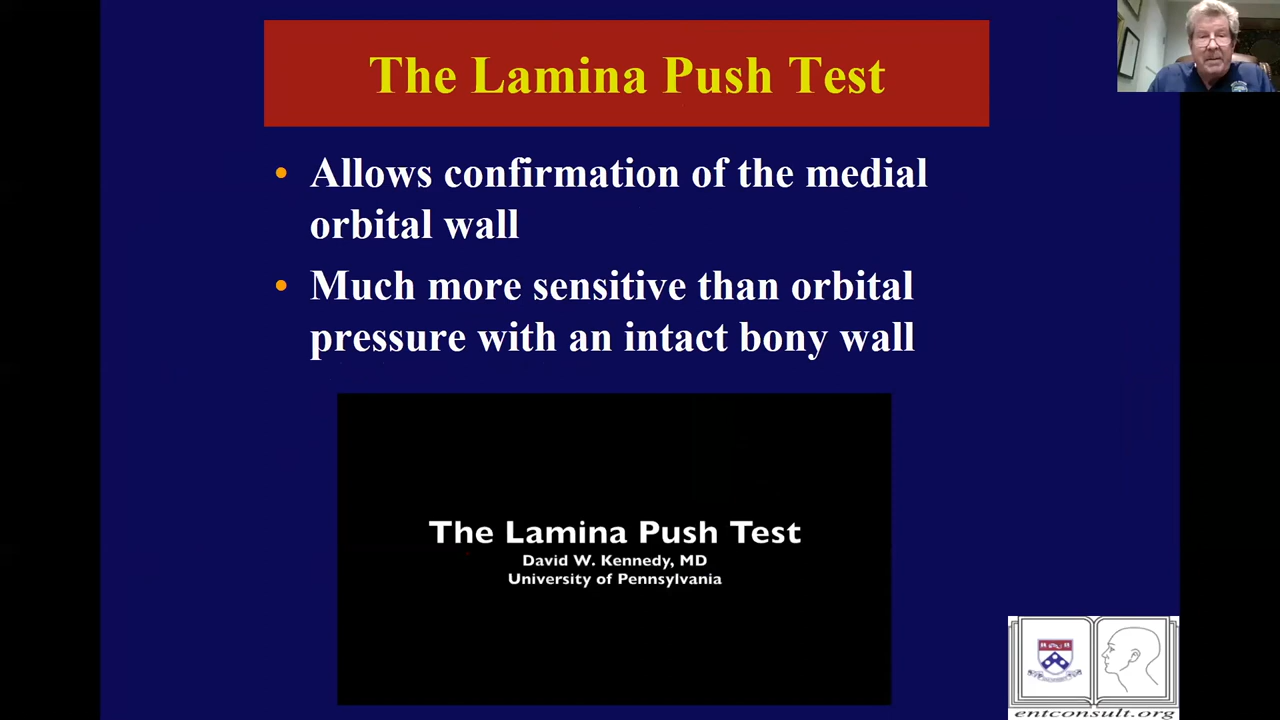 The Lamina Push Test
• Allows confirmation of the medial
orbital wall
• Much more sensitive than orbital
pressure with an intact bony wall
The Lamina Push Test
David W. Kennedy, MD
University of Pennsylvania
entconsult.org